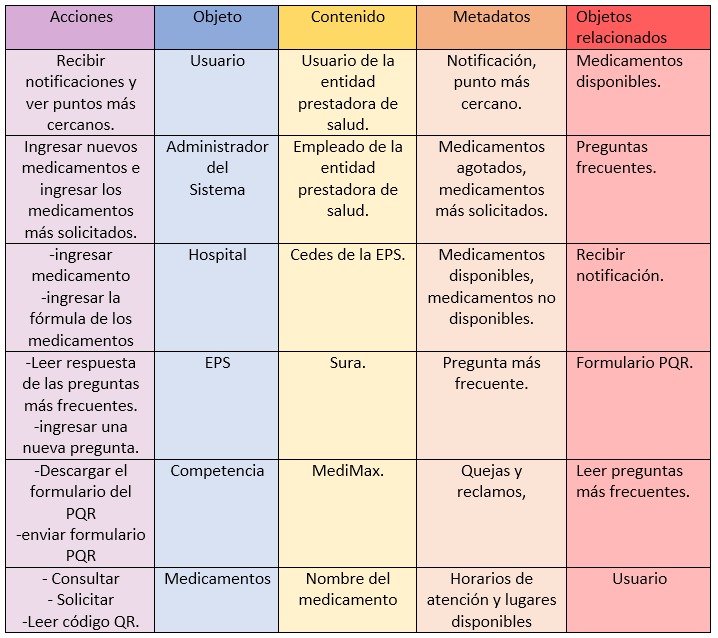 Acciones
Objeto
Contenido
Metadatos
Objetos
relacionados
Recibir
notificaciones y
ver puntos más
cercanos.
Usuario
Usuario de la
entidad
prestadora de
salud.
Notificación,
punto más
cercano.
Medicamentos
disponibles.
Ingresar nuevos
medicamentos e
ingresar los
medicamentos
más solicitados.
Administrador
del
Sistema
Empleado de la
entidad
prestadora de
salud.
Medicamentos
agotados,
medicamentos
más solicitados.
Preguntas
frecuentes.
-ingresar
medicamento
-ingresar la
fórmula de los
medicamentos
Hospital
Cedes de la EPS.
Medicamentos
disponibles,
medicamentos no
disponibles.
Recibir
notificación.
-Leer respuesta
de las preguntas
más frecuentes.
-ingresar una
nueva pregunta.
EPS
Sura.
Pregunta más
frecuente.
Formulario PQR.
-Descargar el
formulario del
PQR
-enviar formulario
PQR
Competencia
MediMax.
Quejas y
reclamos,
Leer preguntas
más frecuentes.
- Consultar
- Solicitar
-Leer código QR.
Medicamentos
Nombre del
medicamento
Horarios de
atención y lugares
disponibles
Usuario